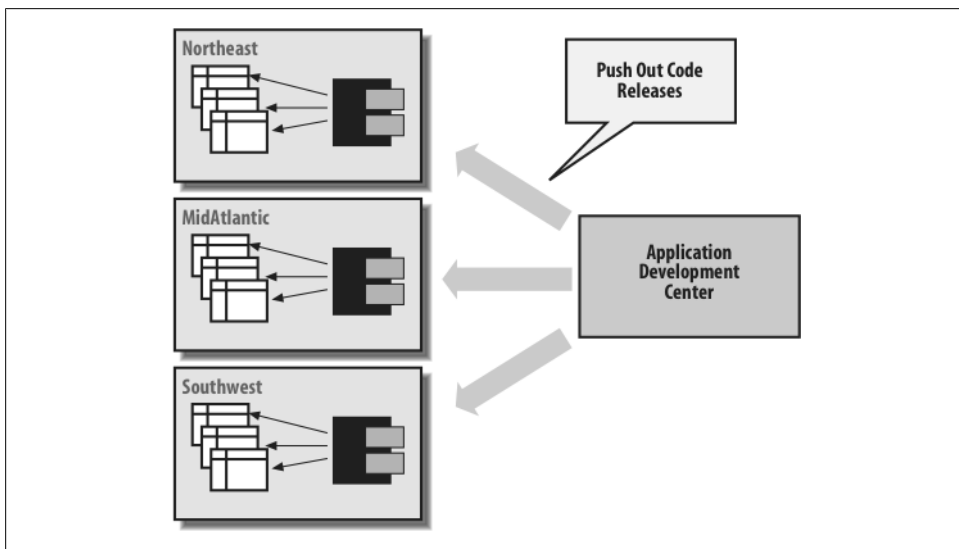 Northeast
Push Out Code
Releases
MidAtlantic
Application
Development
Center
Southwest